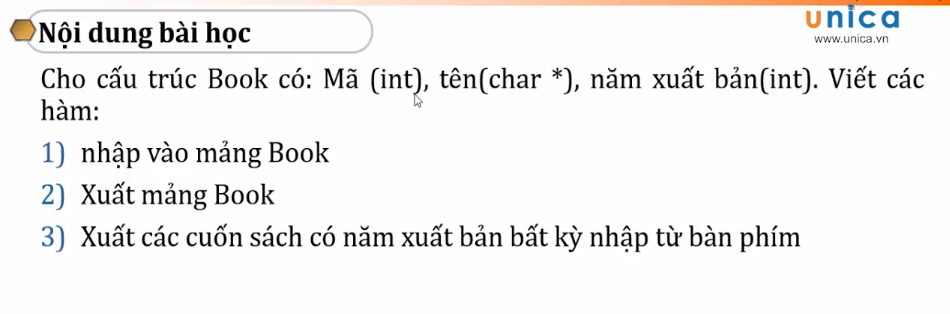 Nội dung bài học
unica
www.unica.vn
Cho cấu trúc Book có: Mã (int), tên(char *), năm xuất bản(int). Viết các
hàm:
1) nhập vào mảng Book
2) Xuất mảng Book
3) Xuất các cuốn sách có năm xuất bản bất kỳ nhập từ bàn phím